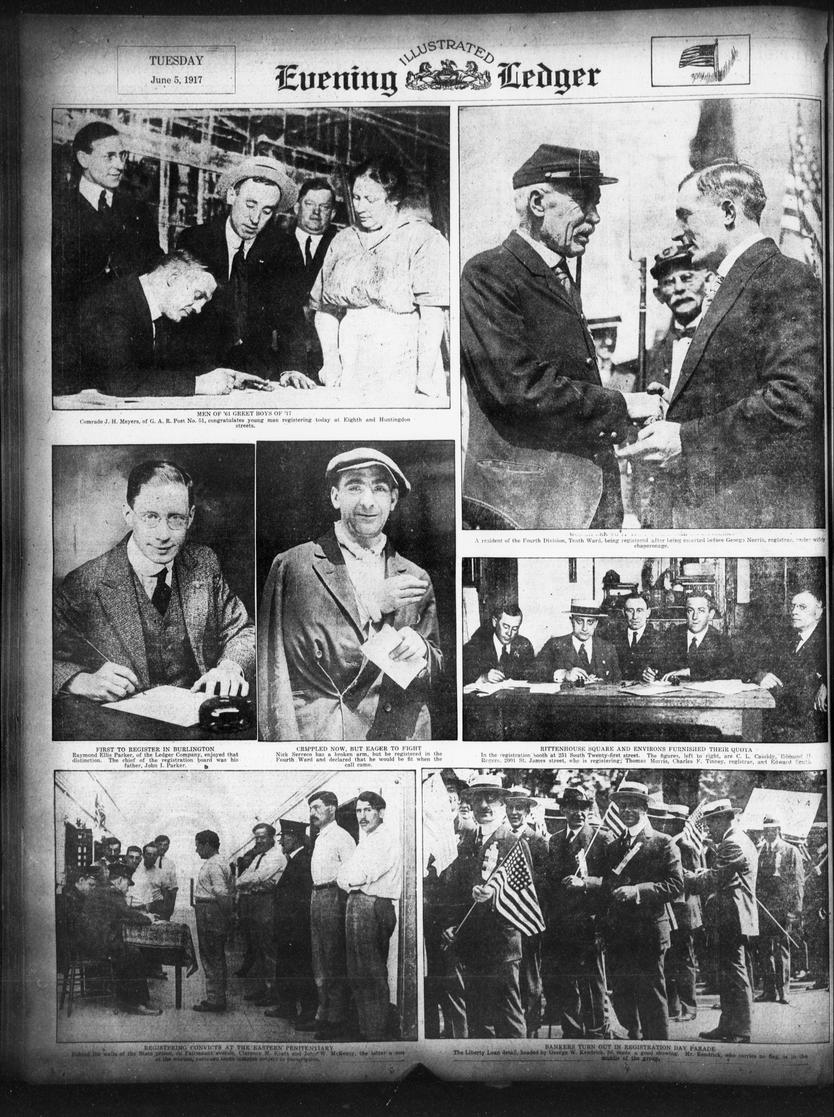 TUESDAY
June 5, 1917
ILLUSTRATED
Evening Ledger
MEN OF '61 GREET BOYS OF '17
Comrade J. H. Meyers, of G. A. R. Post No. 51, congratulates young man registering today at Eighth and Huntingdon
streets.
A resident of the Fourth Division, Tenth Ward, being registered after being escorted before George Norris, registrar, under wifely
chaperonage.
FIRST TO REGISTER IN BURLINGTON
Raymond Ellis Parker, of the Ledger Company, enjoyed that
distinction. The chief of the registration board was his
father, John I. Parker.
CRIPPLED NOW, BUT EAGER TO FIGHT
Nick Serreco has a broken arm, but he registered in the
Fourth Ward and declared that he would be fit when the
call came.
RITTENHOUSE SQUARE AND ENVIRONS FURNISHED THEIR QUOTA
In the registration booth at 251 South Twenty-first street. The figures, left to right, are C. L. Cassidy, Edmund H.
Rogers, 2001 St. James street, who is registering; Thomas Morris, Charles F. Tinney, registrar, and Edward
REGISTERING CONVICTS AT THE EASTERN PENITENTIARY
Behind the walls of the State prison, on Fairmount avenue, Clarence R. and John W. McKenty, the latter a son
of the warden,
BANKERS TURN OUT IN REGISTRATION DAY PARADE
The Liberty Loan detail, headed by George W. Kendrick, 3d, made a good showing. Mr. Kendrick, who carries no flag, is in the
middle of the group.